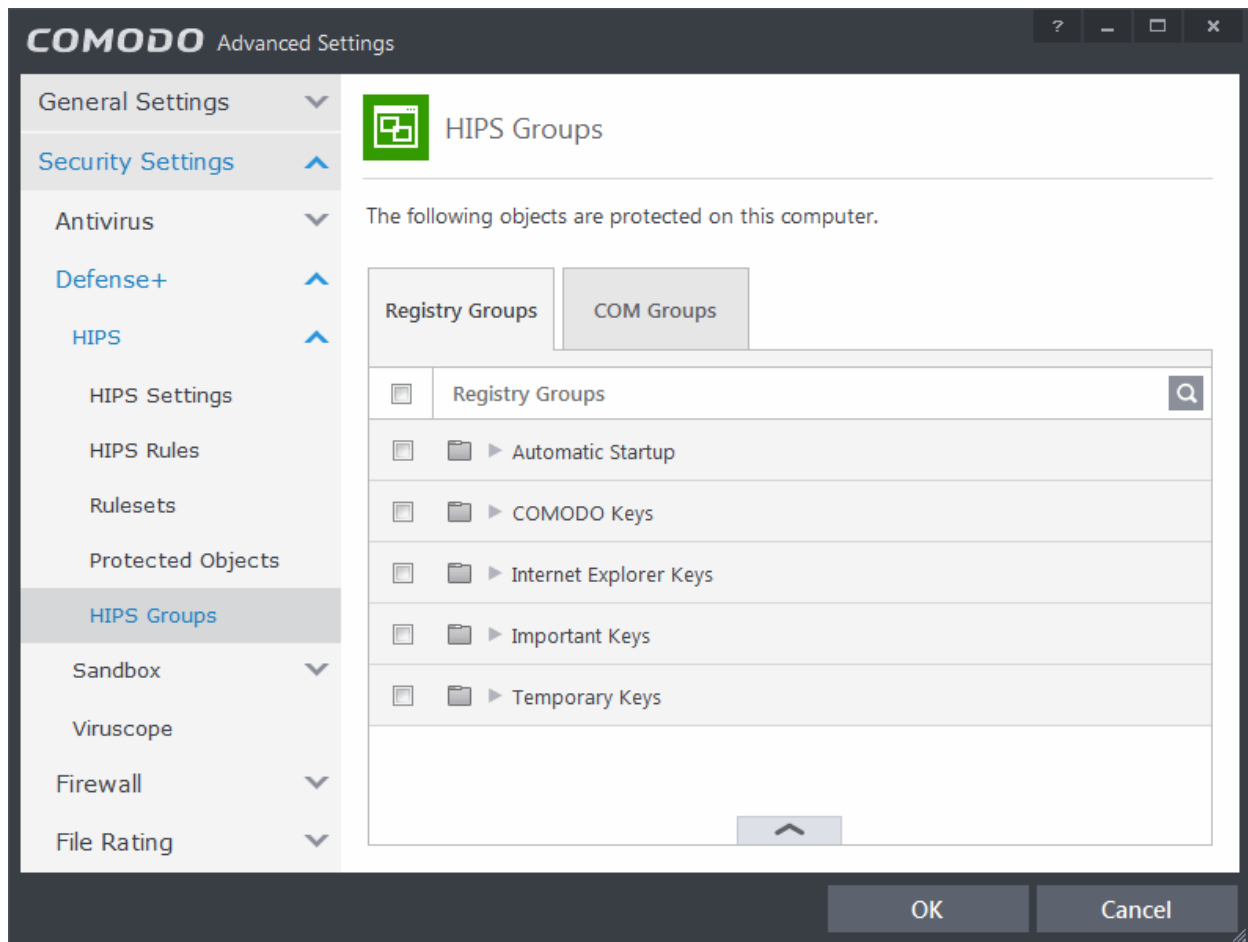 COMODO Advanced Settings
?
General Settings
Security Settings
Antivirus
Defense+
HIPS
HIPS Settings
HIPS Rules
Rulesets
Protected Objects
HIPS Groups
Sandbox
Viruscope
Firewall
File Rating
HIPS Groups
The following objects are protected on this computer.
Registry Groups
COM Groups
Registry Groups
Automatic Startup
COMODO Keys
Internet Explorer Keys
Important Keys
Temporary Keys
OK
Cancel